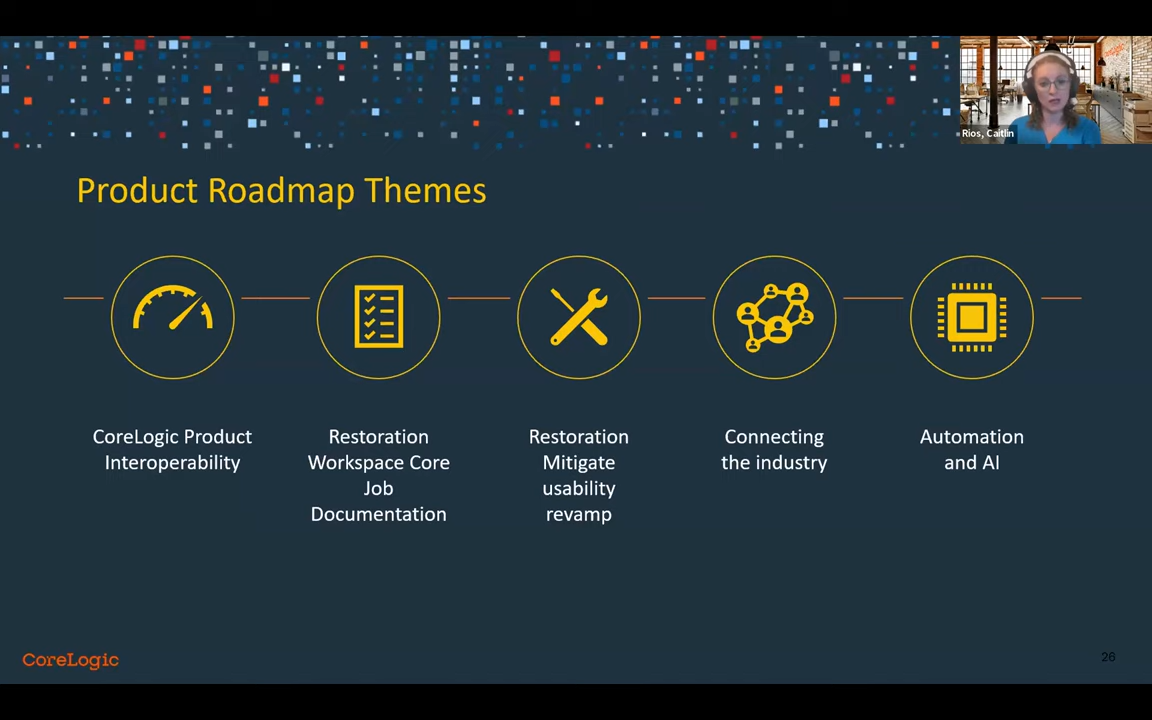 Rios, Caitlin
Product Roadmap Themes
CoreLogic Product
Interoperability
Restoration
Workspace Core
Job
Documentation
Restoration
Mitigate
usability
revamp
Connecting
the industry
Automation
and AI
CoreLogic
26